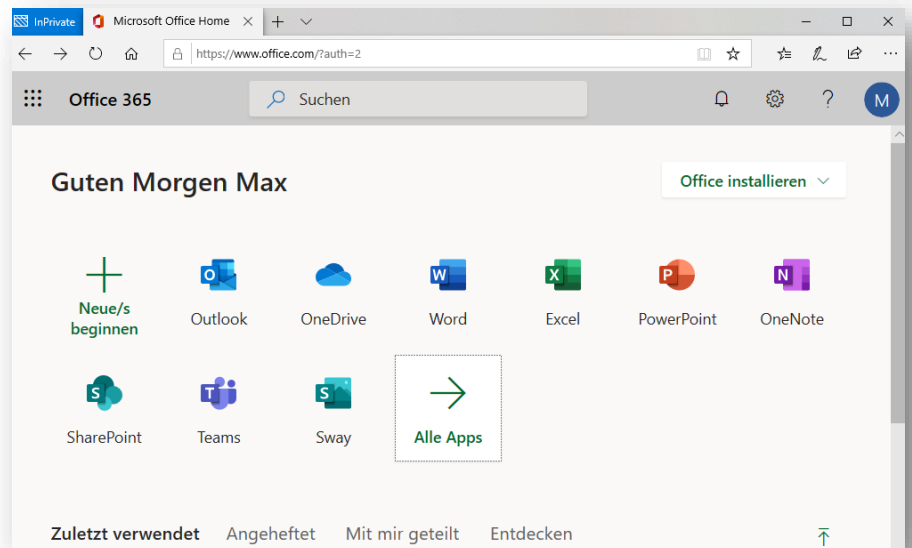 InPrivate Microsoft Office Home
https://www.office.com/?auth=2
Office 365 Suchen M
Guten Morgen Max
Office installieren
Neue/s
beginnen
Outlook OneDrive Word Excel PowerPoint OneNote
SharePoint Teams Sway Alle Apps
Zuletzt verwendet Angeheftet Mit mir geteilt Entdecken